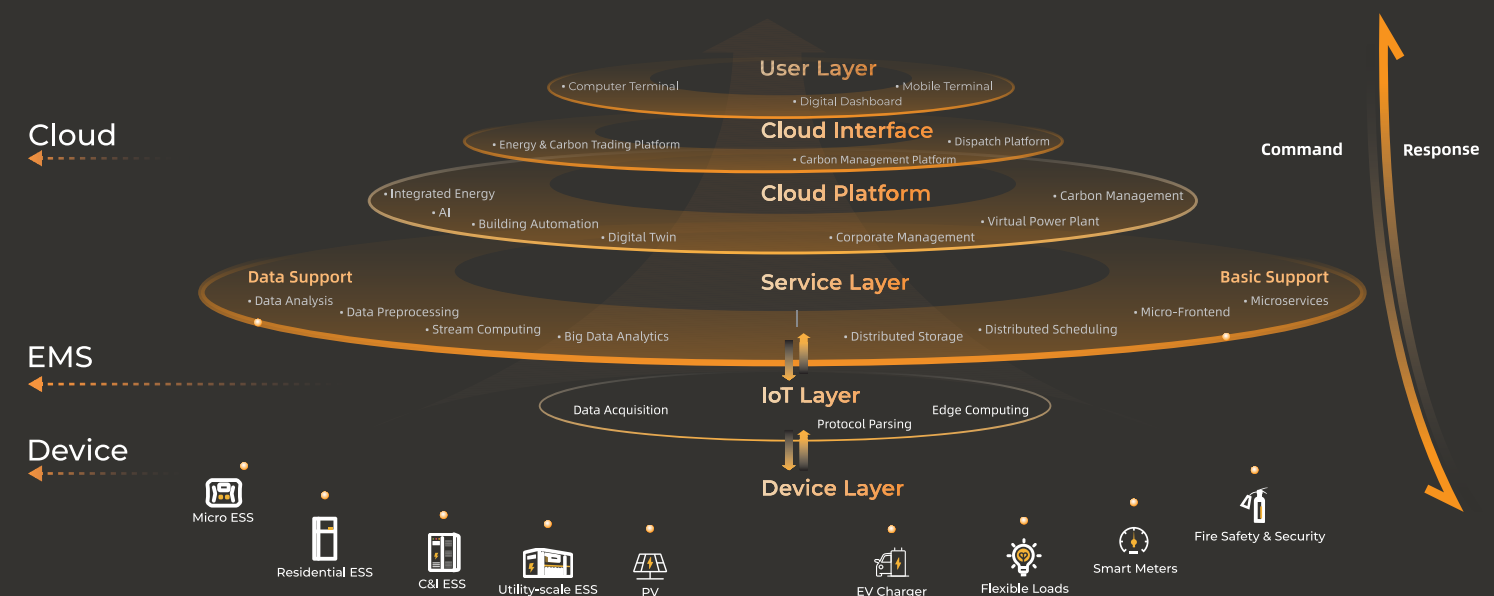 User Layer
• Computer Terminal
• Mobile Terminal
• Digital Dashboard
Cloud
Cloud Interface
• Energy & Carbon Trading Platform
• Dispatch Platform
• Carbon Management Platform
Command
Response
Cloud Platform
• Integrated Energy
• AI
• Building Automation
• Digital Twin
• Corporate Management
• Virtual Power Plant
• Carbon Management
Service Layer
Data Support
• Data Analysis
• Data Preprocessing
• Stream Computing
• Big Data Analytics
Basic Support
• Distributed Storage
• Distributed Scheduling
• Micro-Frontend
• Microservices
EMS
IoT Layer
Data Acquisition
Protocol Parsing
Edge Computing
Device
Device Layer
Micro ESS
Residential ESS
C&I ESS
Utility-scale ESS
PV
EV Charger
Flexible Loads
Smart Meters
Fire Safety & Security